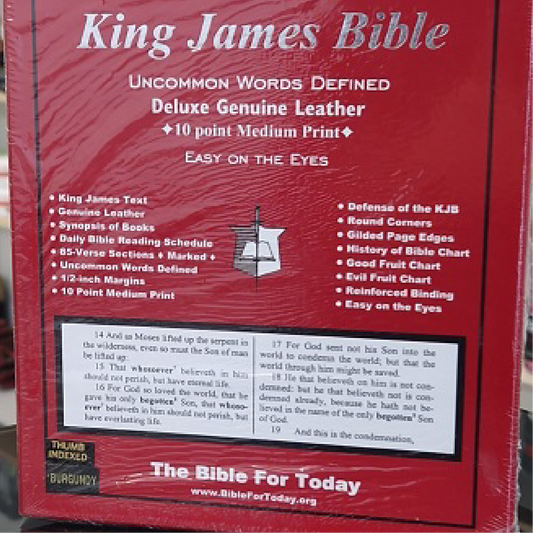 King James Bible
UNCOMMON WORDS DEFINED
Deluxe Genuine Leather
✦10 point Medium Print✦
EASY ON THE EYES
• King James Text
• Genuine Leather
• Synopsis of Books
• Daily Bible Reading Schedule
• 85-Verse Sections ♦ Marked ♦
• Uncommon Words Defined
• 1/2-inch Margins
• 10 Point Medium Print
• Defense of the KJB
• Round Corners
• Gilded Page Edges
• History of Bible Chart
• Good Fruit Chart
• Evil Fruit Chart
• Reinforced Binding
• Easy on the Eyes
14 And as Moses lifted up the serpent in
the wilderness, even so must the Son of man
be lifted up:
15 That whosoever⁷ believeth in him
should not perish, but have eternal life.
16 For God so loved the world, that he
gave his only begotten⁸ Son, that whoso-
ever⁷ believeth in him should not perish, but
have everlasting life.
17 For God sent not his Son into the
world to condemn the world; but that the
world through him might be saved.
18 He that believeth on him is not con-
demned: but he that believeth not is con-
demned already, because he hath not be-
lieved in the name of the only begotten⁸ Son
of God.
19 And this is the condemnation,
THUMB
INDEXED
BURGUNDY
The Bible For Today
www.BibleForToday.org